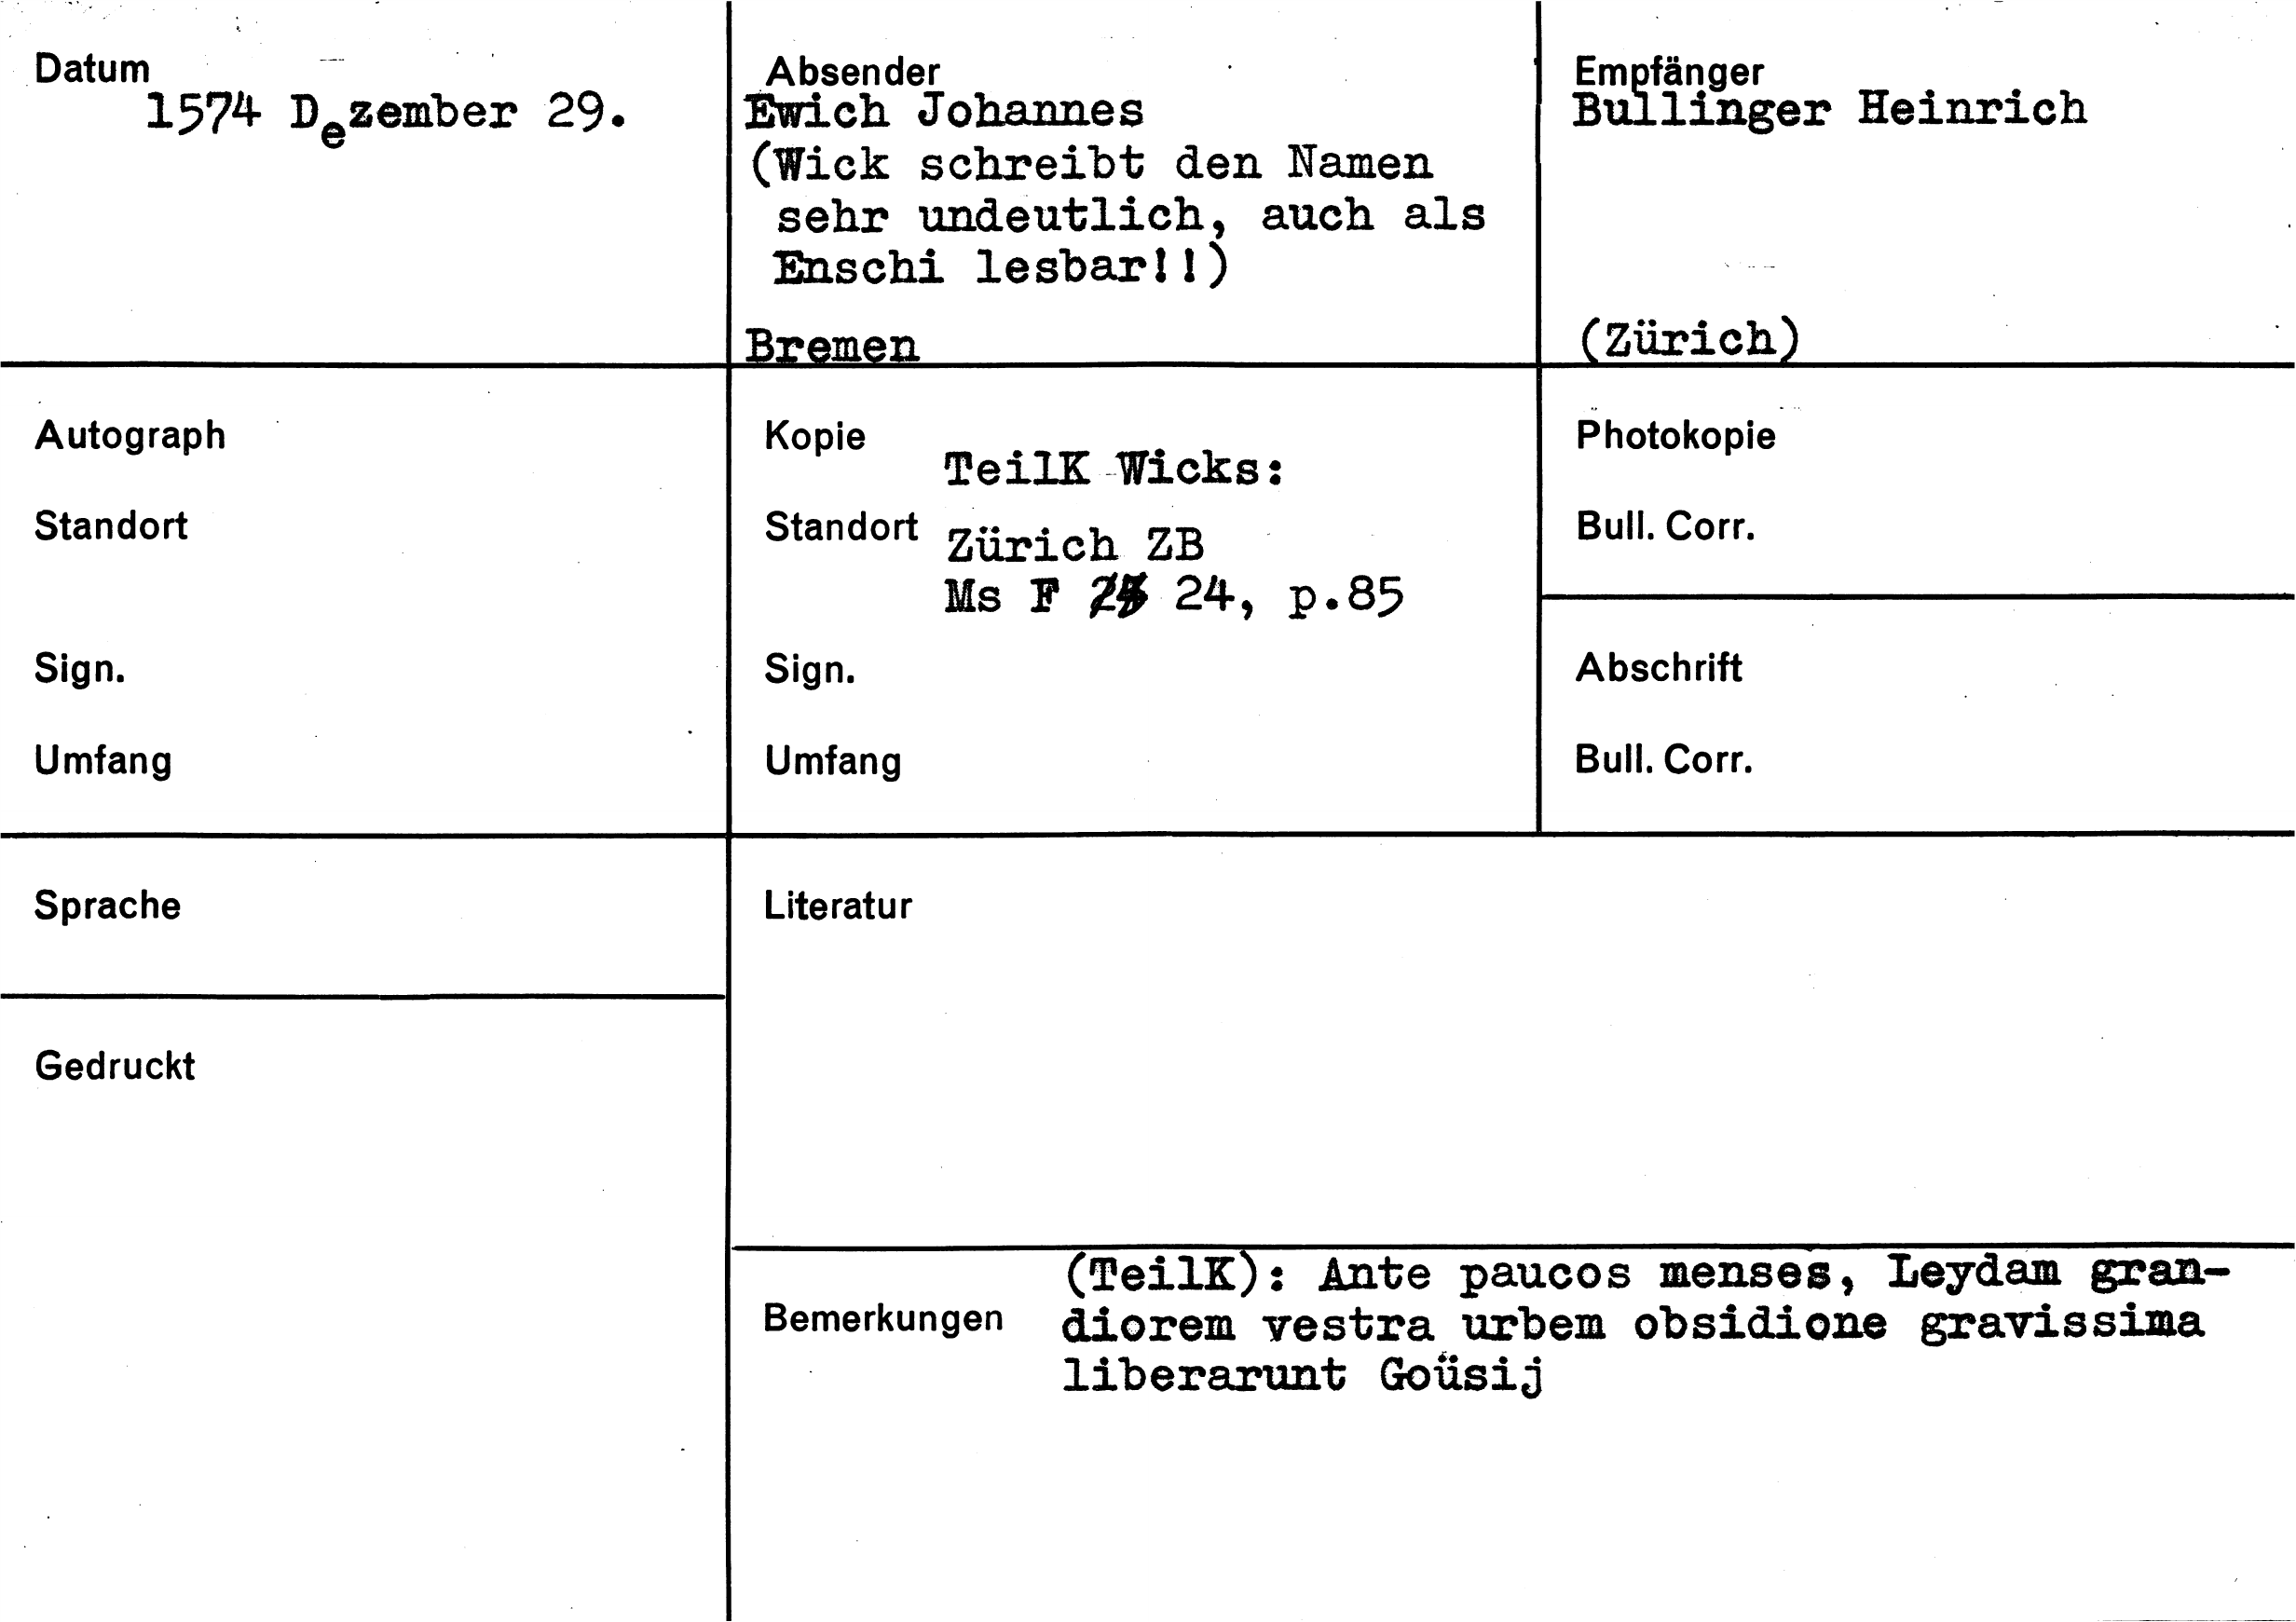 Datum
1574 Dezember 29.
Absender
Ewich Johannes
(Wick schreibt den Namen
sehr undeutlich, auch als
Enschi lesbar!!)
Bremen
Empfänger
Bullinger Heinrich
(Zürich)
Autograph
Standort
Sign.
Umfang
Kopie
TeilK Wicks:
Standort
Zürich ZB
Ms F 24, p.85
Sign.
Umfang
Photokopie
Bull. Corr.
Abschrift
Bull. Corr.
Sprache
Literatur
Gedruckt
Bemerkungen
(TeilK): Ante paucos menses, Leydam gran-
diorem vestra urbem obsidione gravissima
liberarunt Goüsij